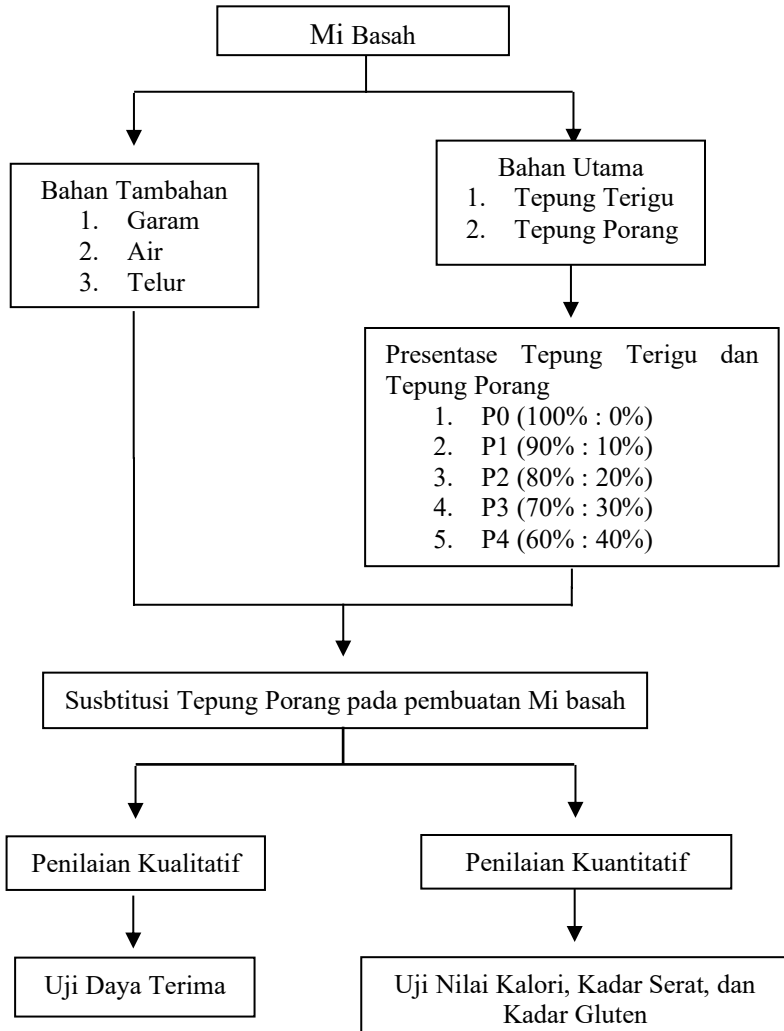 Mi Basah
Bahan Tambahan
1. Garam
2. Air
3. Telur
Bahan Utama
1. Tepung Terigu
2. Tepung Porang
Presentase Tepung Terigu dan
Tepung Porang
1. P0 (100% : 0%)
2. P1 (90% : 10%)
3. P2 (80% : 20%)
4. P3 (70% : 30%)
5. P4 (60% : 40%)
Susbtitusi Tepung Porang pada pembuatan Mi basah
Penilaian Kualitatif
Penilaian Kuantitatif
Uji Daya Terima
Uji Nilai Kalori, Kadar Serat, dan
Kadar Gluten